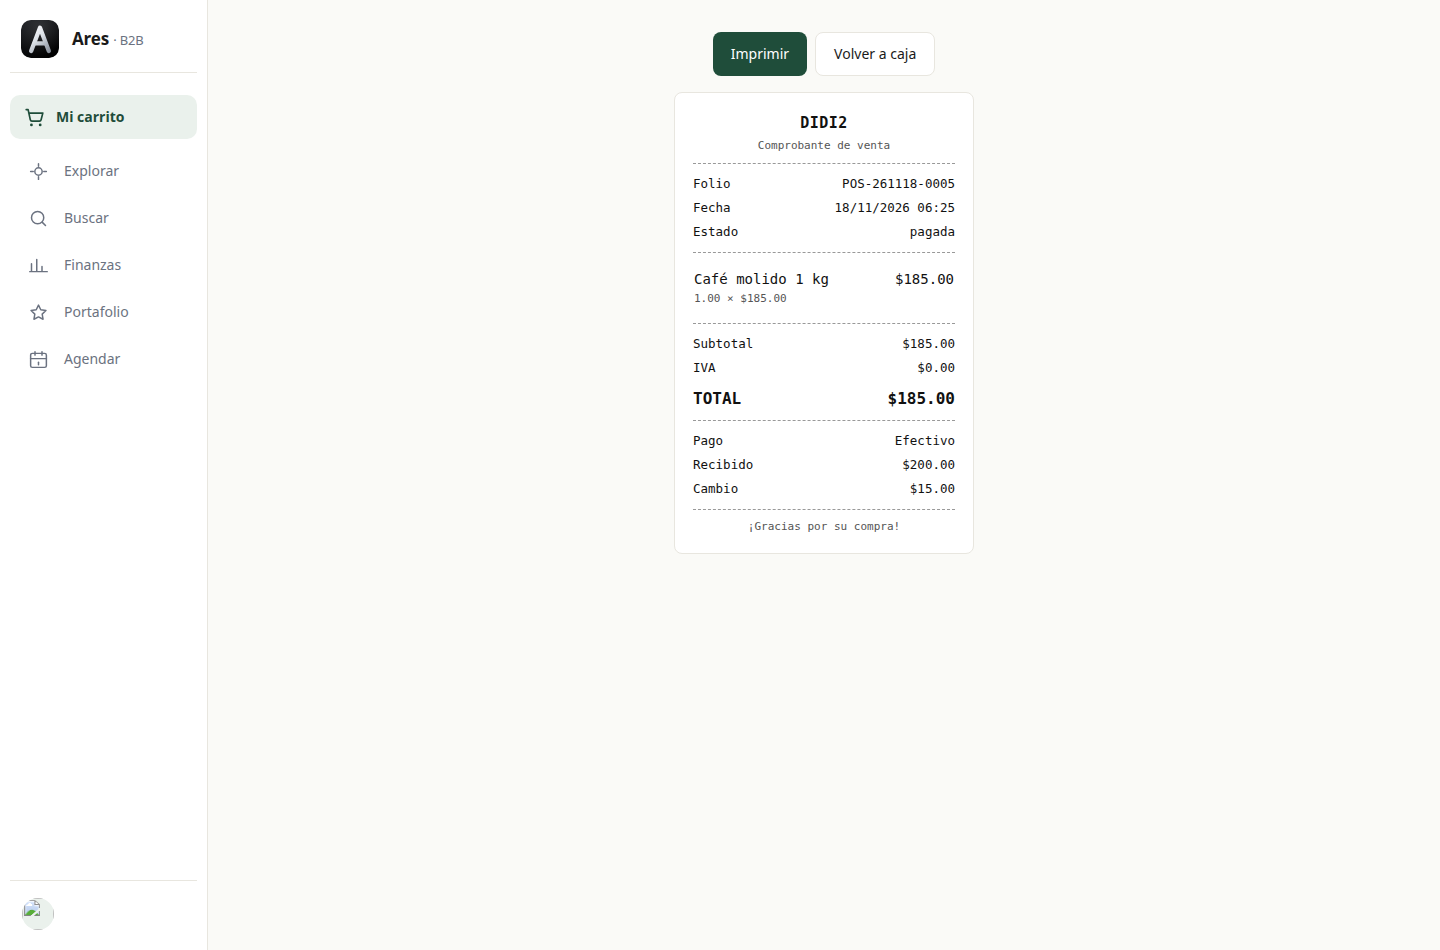 Ares · B2B
Mi carrito
Explorar
Buscar
Finanzas
Portafolio
Agendar
Imprimir
Volver a caja
DIDI2
Comprobante de venta
Folio POS-261118-0005
Fecha 18/11/2026 06:25
Estado pagada
Café molido 1 kg $185.00
1.00 × $185.00
Subtotal $185.00
IVA $0.00
TOTAL $185.00
Pago Efectivo
Recibido $200.00
Cambio $15.00
¡Gracias por su compra!